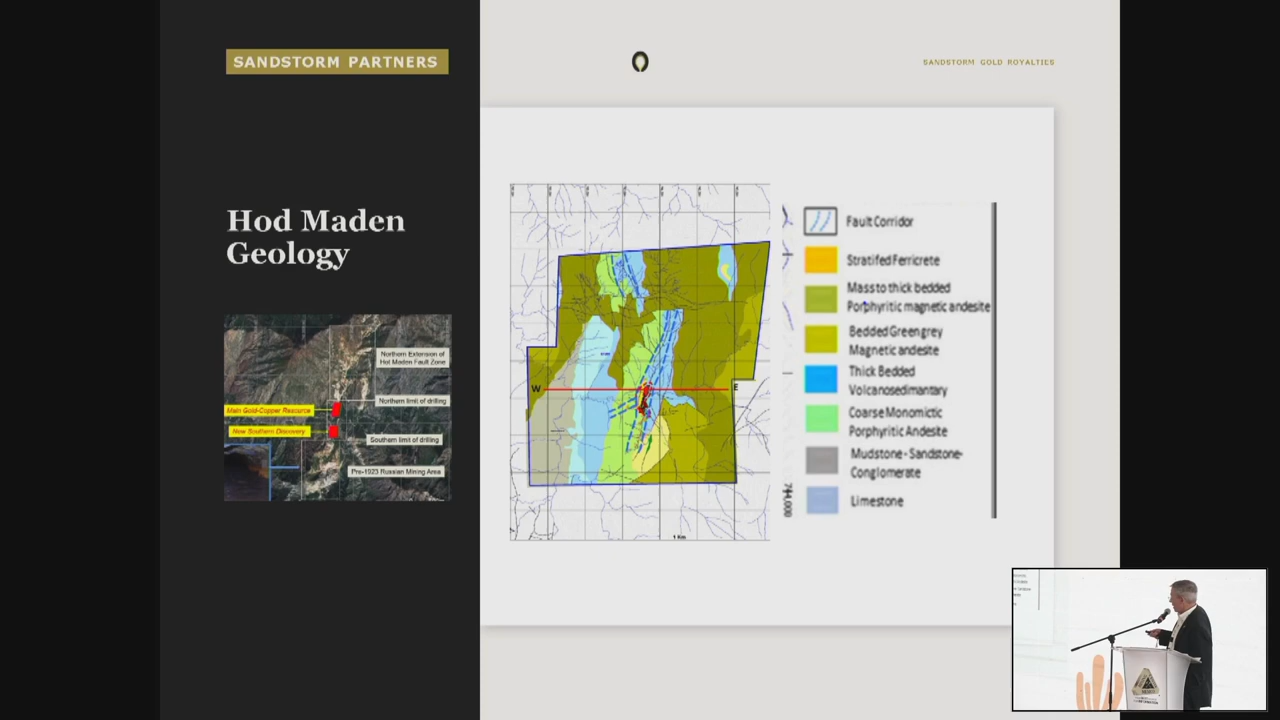 SANDSTORM PARTNERS
SANDSTORM GOLD ROYALTIES
Hod Maden
Geology
Northern Extension of
Hot Maden Fault Zone
Northern limit of drilling
Main Gold-Copper Resource
New Southern Discovery
Southern limit of drilling
Pre-1923 Russian Mining Area
W
E
1 Km
Fault Corridor
Stratifed Ferricrete
Mass to thick bedded
Porphyritic magnetic andesite
Bedded Green grey
Magnetic andesite
Thick Bedded
Volcanosedimantary
Coarse Monomictic
Porphyritic Andesite
Mudstone - Sandstone-
Conglomerate
Limestone